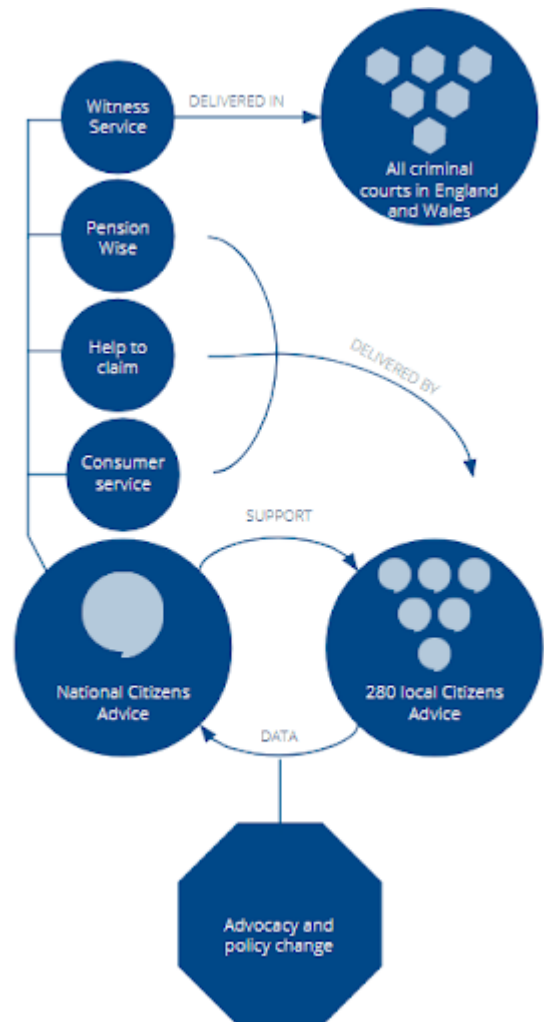 Witness
Service
DELIVERED IN
All criminal
courts in England
and Wales
Pension
Wise
Help to
claim
DELIVERED BY
Consumer
service
SUPPORT
National Citizens
Advice
280 local Citizens
Advice
DATA
Advocacy and
policy change